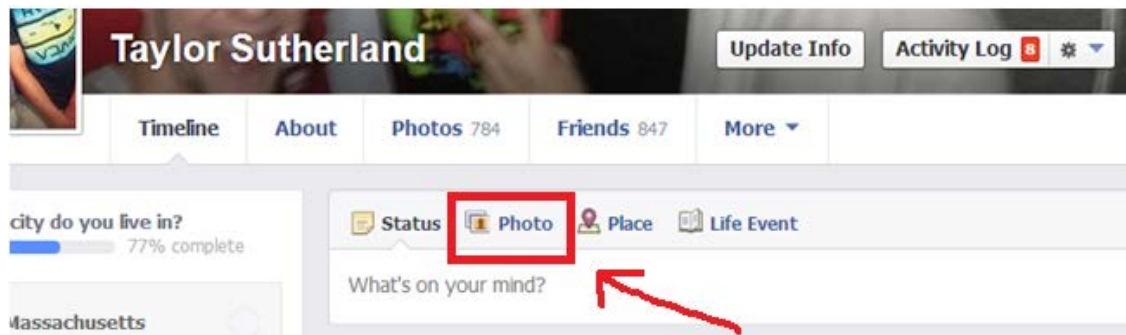 Taylor Sutherland
Update Info
Activity Log 8
Timeline About Photos 784 Friends 847 More
city do you live in?
77% complete
Massachusetts
Status Photo Place Life Event
What's on your mind?